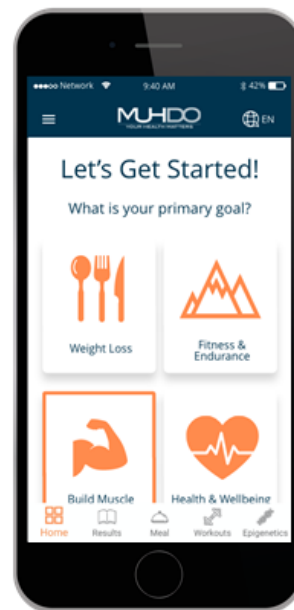 Network 9:40 AM 42%
MUHDO EN
YOUR HEALTH MATTERS
Let's Get Started!
What is your primary goal?
Weight Loss
Fitness &
Endurance
Build Muscle
Health & Wellbeing
Home Results Meal Workouts Epigenetics